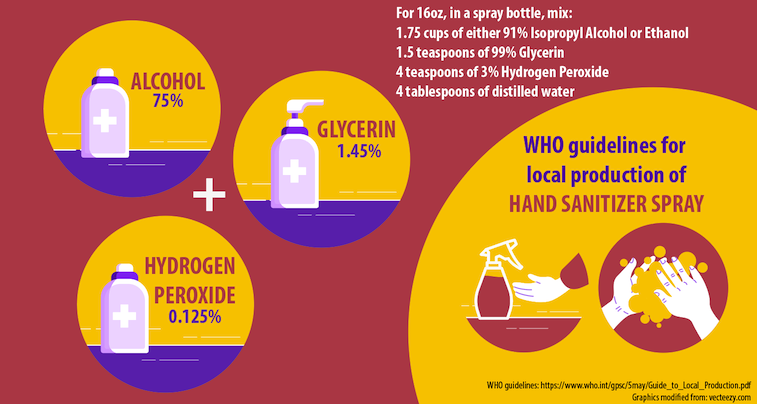 For 16oz, in a spray bottle, mix:
1.75 cups of either 91% Isopropyl Alcohol or Ethanol
1.5 teaspoons of 99% Glycerin
4 teaspoons of 3% Hydrogen Peroxide
4 tablespoons of distilled water
ALCOHOL
75%
GLYCERIN
1.45%
+
HYDROGEN
PEROXIDE
0.125%
WHO guidelines for
local production of
HAND SANITIZER SPRAY
WHO guidelines: https://www.who.int/gpsc/5may/Guide_to_Local_Production.pdf
Graphics modified from: vecteezy.com